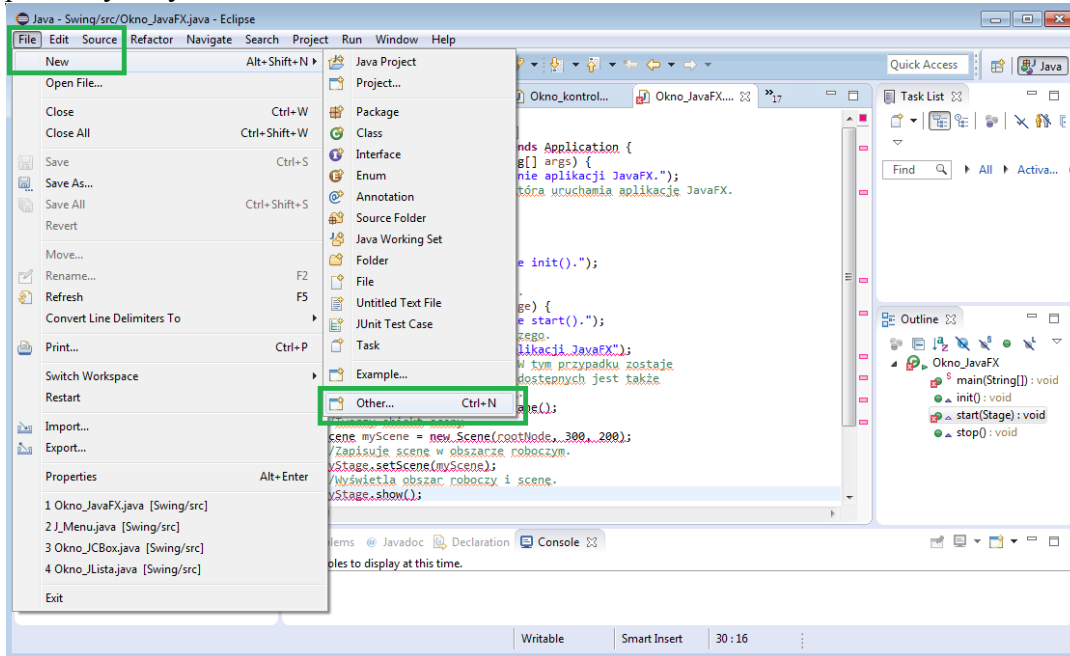 Java - Swing/src/Okno_JavaFX.java - Eclipse
File Edit Source Refactor Navigate Search Project Run Window Help
New Alt+Shift+N
Open File...
Close Ctrl+W
Close All Ctrl+Shift+W
Save Ctrl+S
Save As...
Save All Ctrl+Shift+S
Revert
Move...
Rename... F2
Refresh F5
Convert Line Delimiters To
Print... Ctrl+P
Switch Workspace
Restart
Import...
Export...
Properties Alt+Enter
1 Okno_JavaFX.java [Swing/src]
2 J_Menu.java [Swing/src]
3 Okno_JCBox.java [Swing/src]
4 Okno_JLista.java [Swing/src]
Exit
Java Project
Project...
Package
Class
Interface
Enum
Annotation
Source Folder
Java Working Set
Folder
File
Untitled Text File
JUnit Test Case
Task
Example...
Other... Ctrl+N
Quick Access Java
Okno_kontrol... Okno_JavaFX.... 17
nds Application {
g[] args) {
nie aplikacji JavaFX.");
tóra uruchamia aplikację JavaFX.
e init().");
ge) {
e start().");
zego.
likacji JavaFX");
W tym przypadku zostaje
dostępnych jest także
ane();
cene myScene = new Scene(rootNode, 300, 200);
/Zapisuje scenę w obszarze roboczym.
yStage.setScene(myScene);
/Wyświetla obszar roboczy i scenę.
yStage.show();
Task List
Find All Activa...
Outline
Okno_JavaFX
main(String[]) : void
init() : void
start(Stage) : void
stop() : void
lems @ Javadoc Declaration Console
oles to display at this time.
Writable Smart Insert 30 : 16